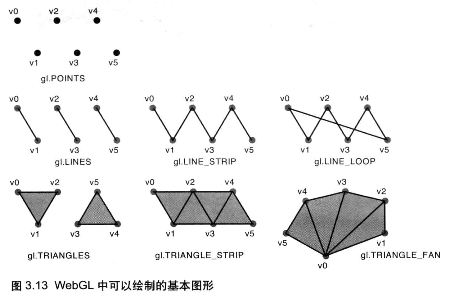 v0 v2 v4
v1 v3 v5
gl.POINTS
v0 v2 v4 v0 v2 v4 v0 v2 v4
v1 v3 v5 v1 v3 v5 v1 v3 v5
gl.LINES gl.LINE_STRIP gl.LINE_LOOP
v0 v2 v5 v0 v2 v4 v4 v3 v2
v1 v3 v4 v1 v3 v5 v5 v1
gl.TRIANGLES gl.TRIANGLE_STRIP v0 gl.TRIANGLE_FAN
图 3.13 WebGL 中可以绘制的基本图形